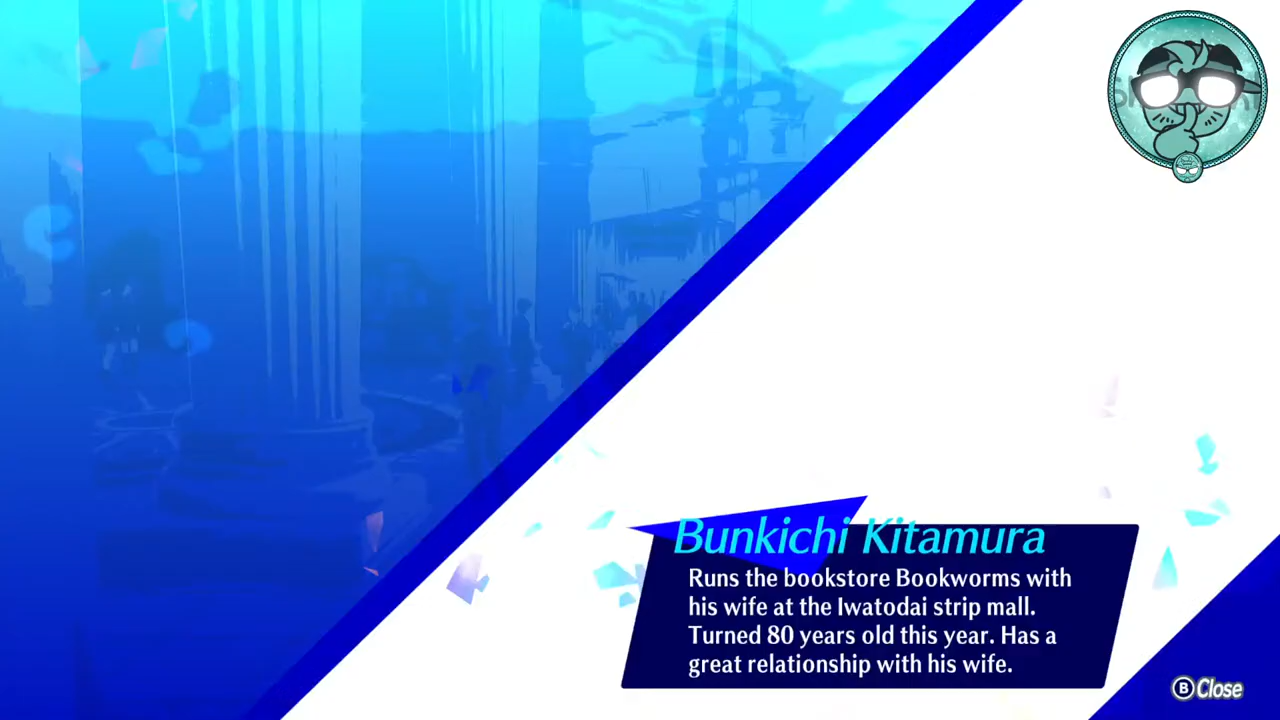 Bunkichi Kitamura
Runs the bookstore Bookworms with
his wife at the Iwatodai strip mall.
Turned 80 years old this year. Has a
great relationship with his wife.
B Close